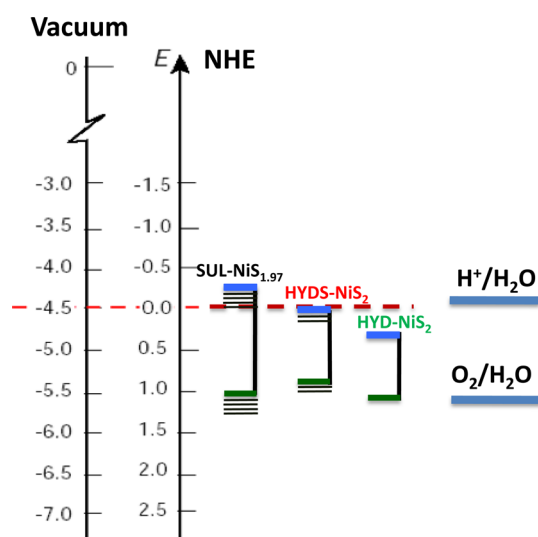 Vacuum
E NHE
0
-3.0 -1.5
-3.5 -1.0
-4.0 -0.5
SUL-NiS1.97
H+/H2O
HYDS-NiS2
-4.5 -0.0
HYD-NiS2
-5.0 0.5
O2/H2O
-5.5 1.0
-6.0 1.5
-6.5 2.0
-7.0 2.5